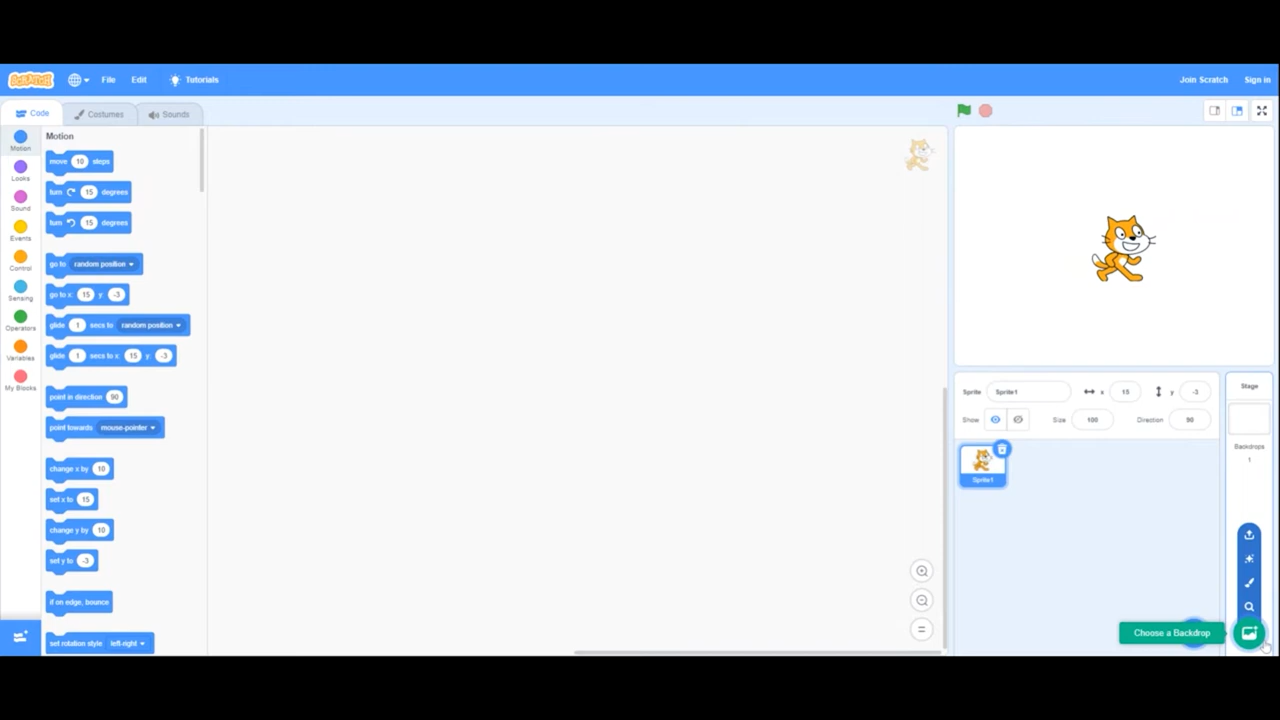 SCRATCH
File
Edit
Tutorials
Join Scratch
Sign in
Code
Costumes
Sounds
Motion
Looks
Sound
Events
Control
Sensing
Operators
Variables
My Blocks
Motion
move 10 steps
turn 15 degrees
turn 15 degrees
go to random position
go to x: 15 y: -3
glide 1 secs to random position
glide 1 secs to x: 15 y: -3
point in direction 90
point towards mouse-pointer
change x by 10
set x to 15
change y by 10
set y to -3
if on edge, bounce
set rotation style left-right
Sprite Sprite1 x 15 y -3
Show Size 100 Direction 90
Sprite1
Stage
Backdrops
1
Choose a Backdrop